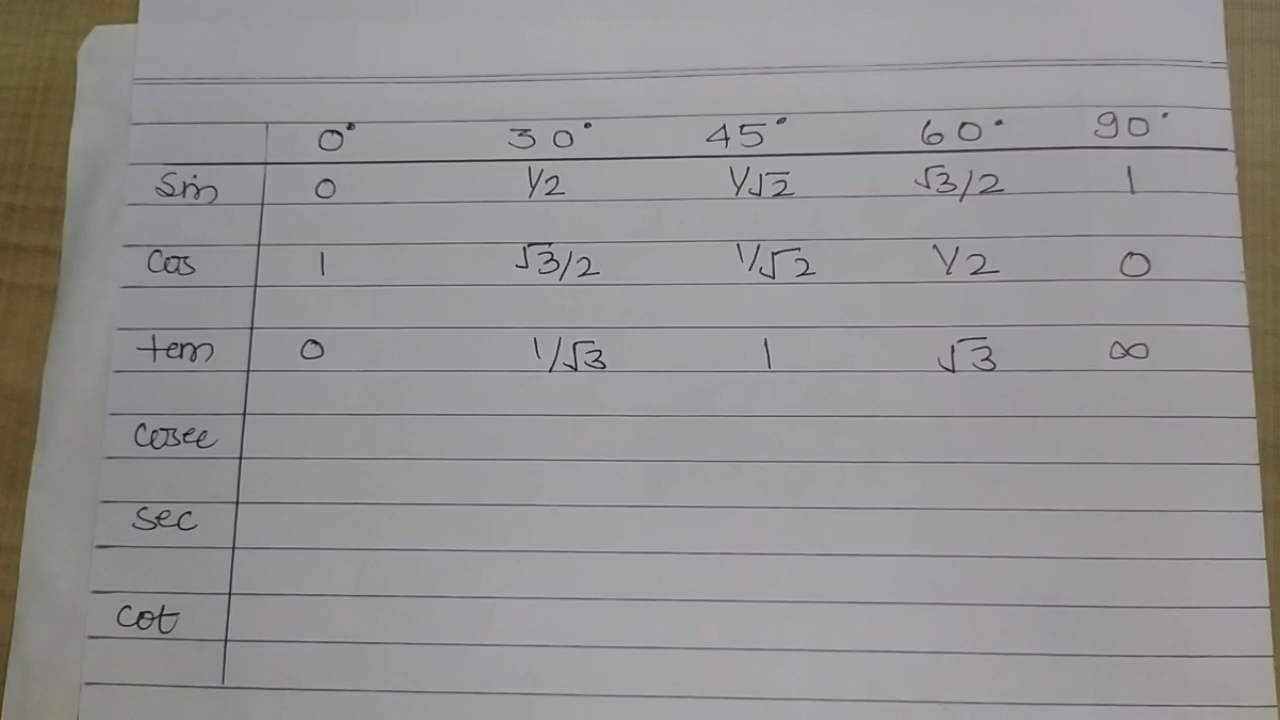 0° 30° 45° 60° 90°
Sin 0 1/2 1/√2 √3/2 1
Cos 1 √3/2 1/√2 1/2 0
tan 0 1/√3 1 √3 ∞
Cosec
Sec
Cot